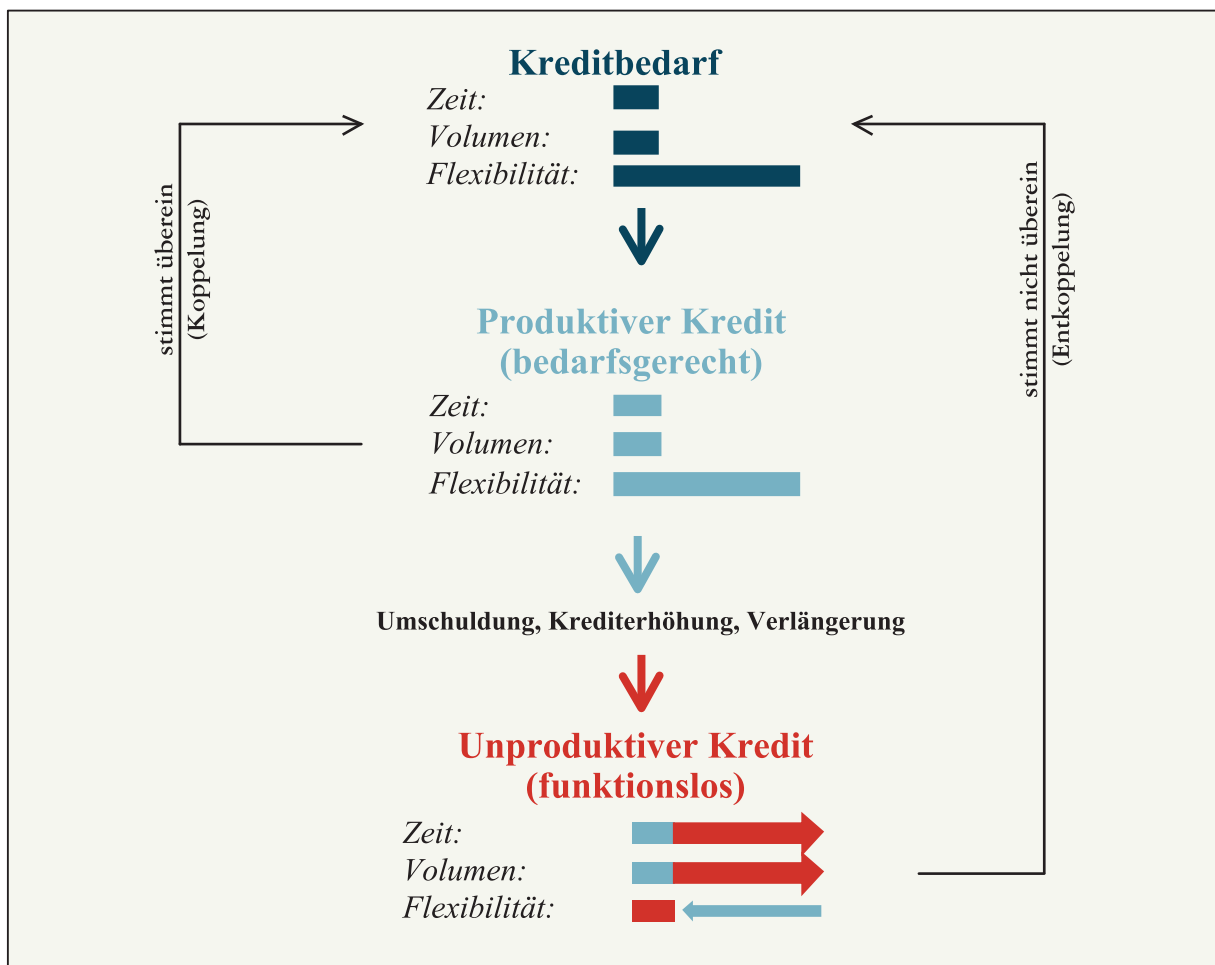 Kreditbedarf
Zeit:
Volumen:
Flexibilität:
stimmt überein
(Koppelung)
stimmt nicht überein
(Entkoppelung)
Produktiver Kredit
(bedarfsgerecht)
Zeit:
Volumen:
Flexibilität:
Umschuldung, Krediterhöhung, Verlängerung
Unproduktiver Kredit
(funktionslos)
Zeit:
Volumen:
Flexibilität: